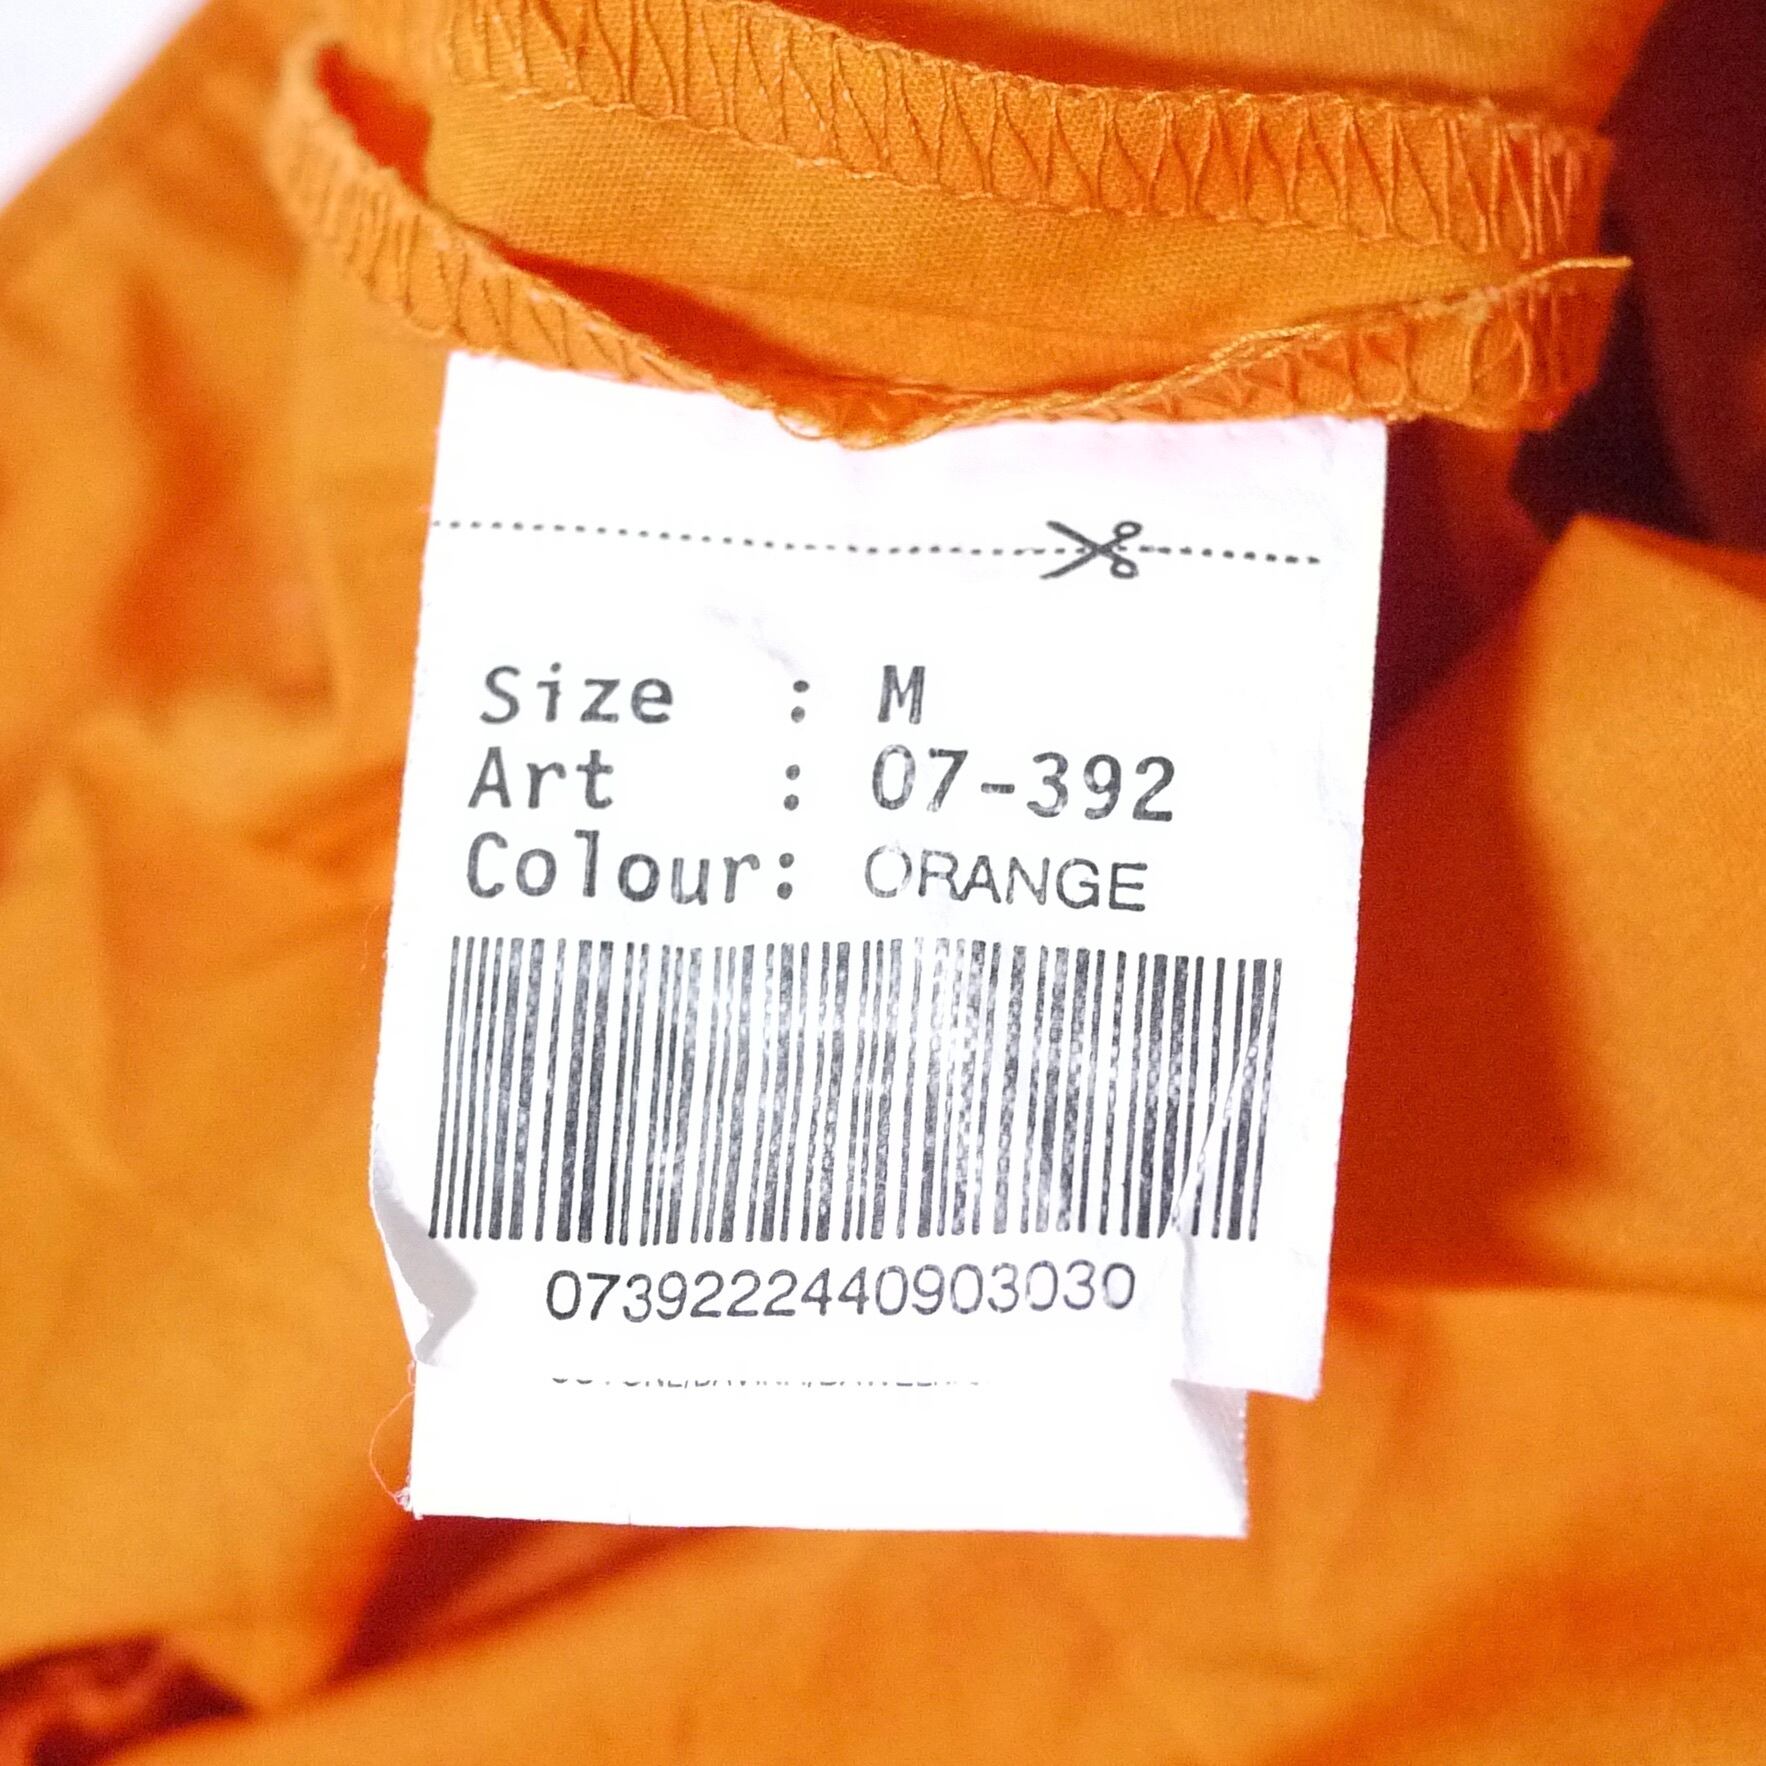 Size : M
Art : 07-392
Colour: ORANGE
0739222440903030